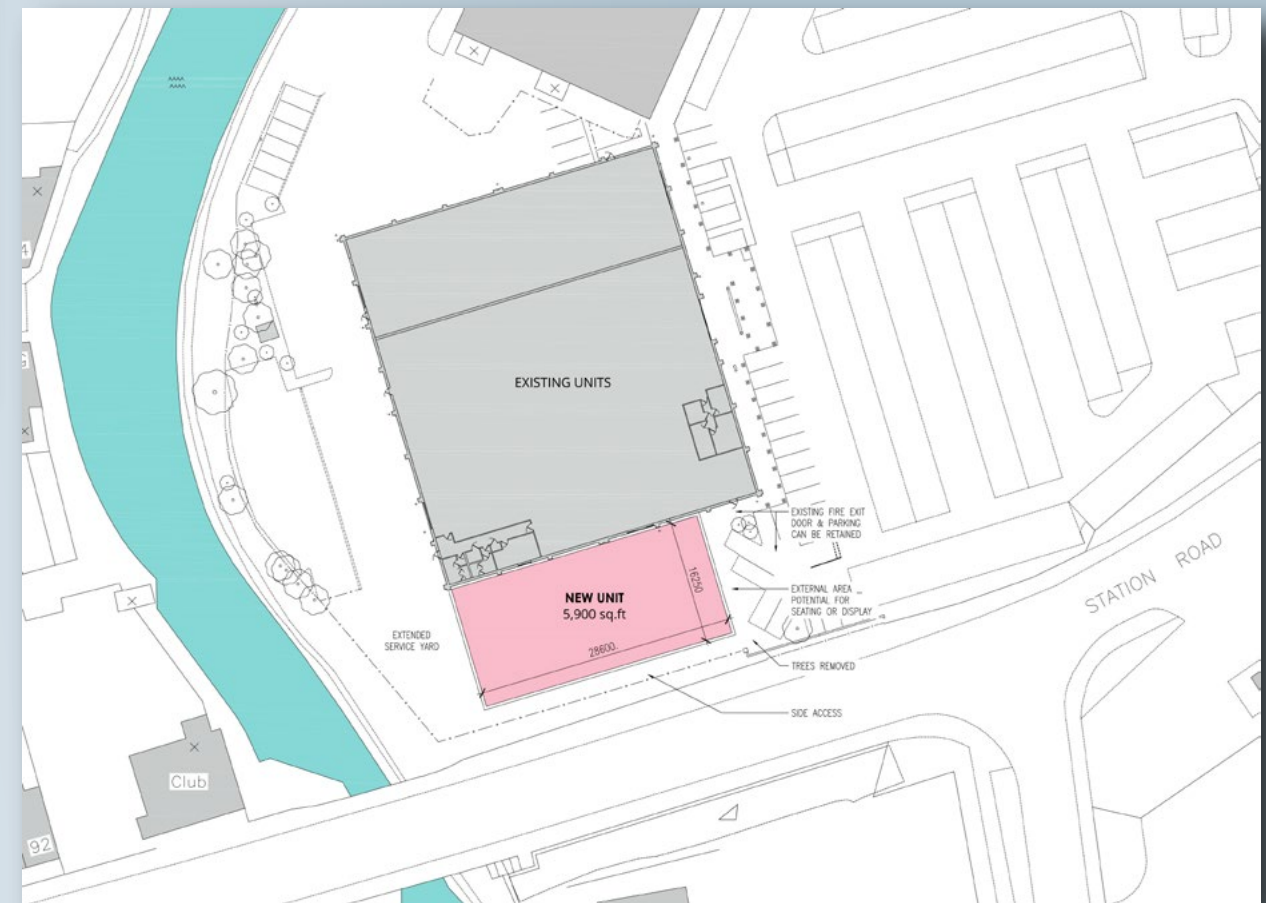 EXISTING UNITS
EXISTING FIRE EXIT
DOOR & PARKING
CAN BE RETAINED
NEW UNIT
5,900 sq.ft
16250
28600
EXTERNAL AREA
POTENTIAL FOR
SEATING OR DISPLAY
EXTENDED
SERVICE YARD
TREES REMOVED
SIDE ACCESS
STATION ROAD
Club
92